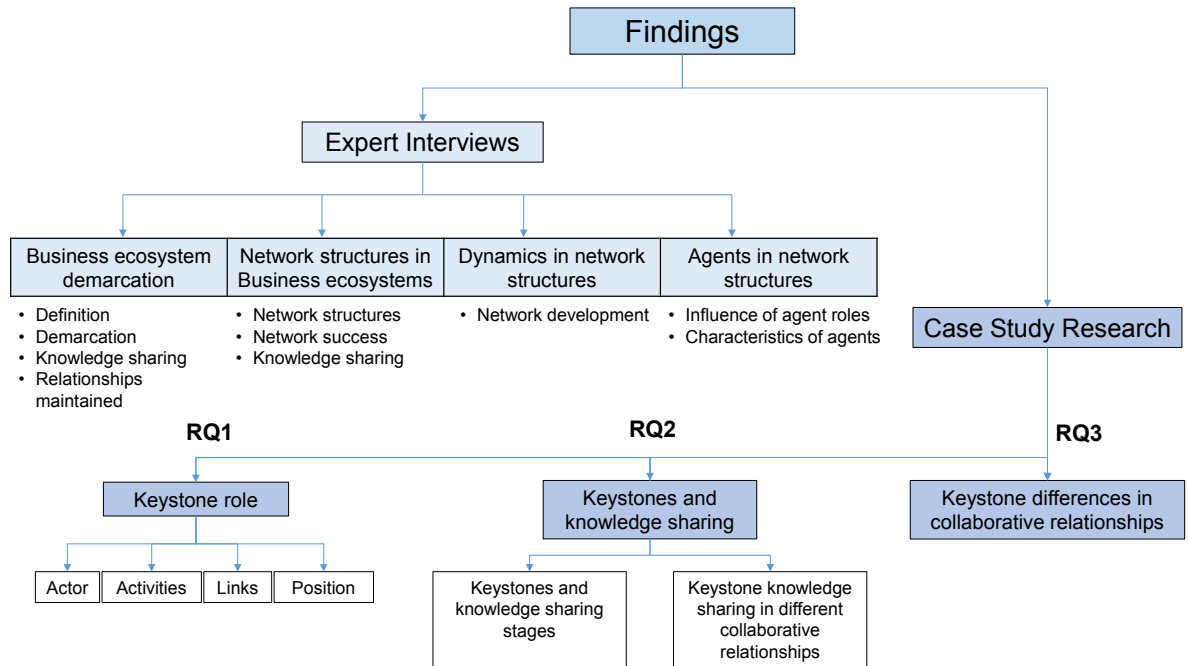 Findings
Expert Interviews
Business ecosystem
demarcation
Network structures in
Business ecosystems
Dynamics in network
structures
Agents in network
structures
• Definition
• Demarcation
• Knowledge sharing
• Relationships
maintained
• Network structures
• Network success
• Knowledge sharing
• Network development
• Influence of agent roles
• Characteristics of agents
Case Study Research
RQ1
RQ2
RQ3
Keystone role
Keystones and
knowledge sharing
Keystone differences in
collaborative relationships
Actor
Activities
Links
Position
Keystones and
knowledge sharing
stages
Keystone knowledge
sharing in different
collaborative
relationships